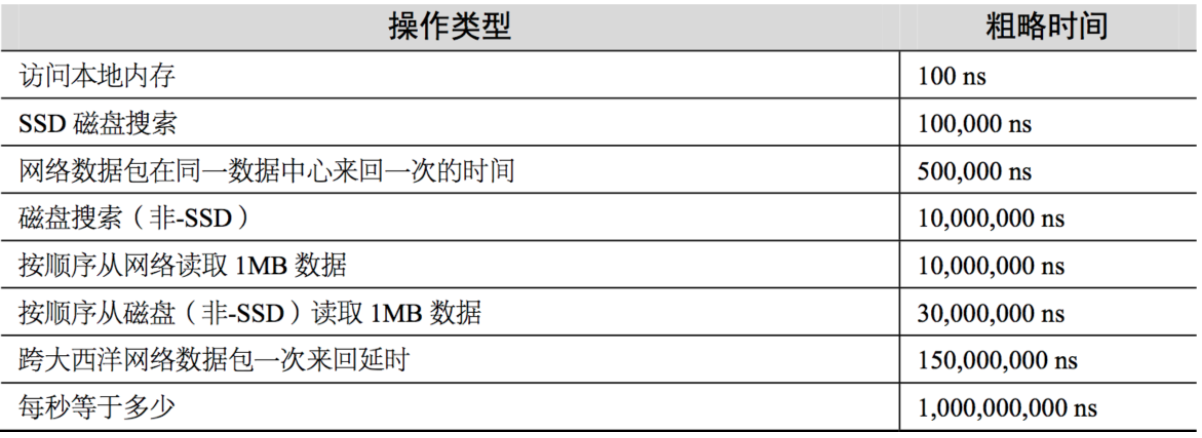 操作类型 粗略时间
访问本地内存 100 ns
SSD 磁盘搜索 100,000 ns
网络数据包在同一数据中心来回一次的时间 500,000 ns
磁盘搜索（非-SSD） 10,000,000 ns
按顺序从网络读取 1MB 数据 10,000,000 ns
按顺序从磁盘（非-SSD）读取 1MB 数据 30,000,000 ns
跨大西洋网络数据包一次来回延时 150,000,000 ns
每秒等于多少 1,000,000,000 ns